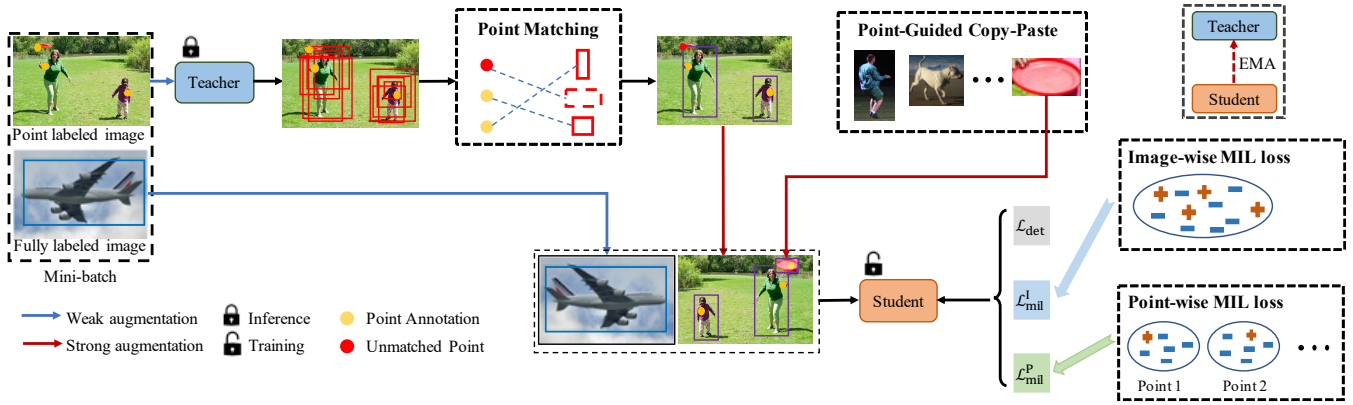 Point labeled image
Fully labeled image
Mini-batch
Teacher
Point Matching
Point-Guided Copy-Paste
Teacher
EMA
Student
Image-wise MIL loss
Student
ℒdet
ℒᴵmil
ℒᴾmil
Point-wise MIL loss
Point 1
Point 2
Weak augmentation
Inference
Point Annotation
Strong augmentation
Training
Unmatched Point